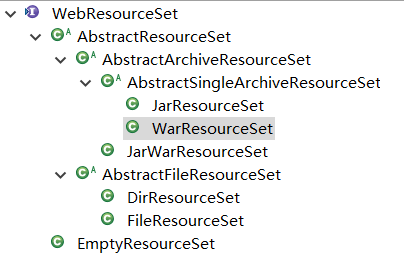 WebResourceSet
AbstractResourceSet
AbstractArchiveResourceSet
AbstractSingleArchiveResourceSet
JarResourceSet
WarResourceSet
JarWarResourceSet
AbstractFileResourceSet
DirResourceSet
FileResourceSet
EmptyResourceSet